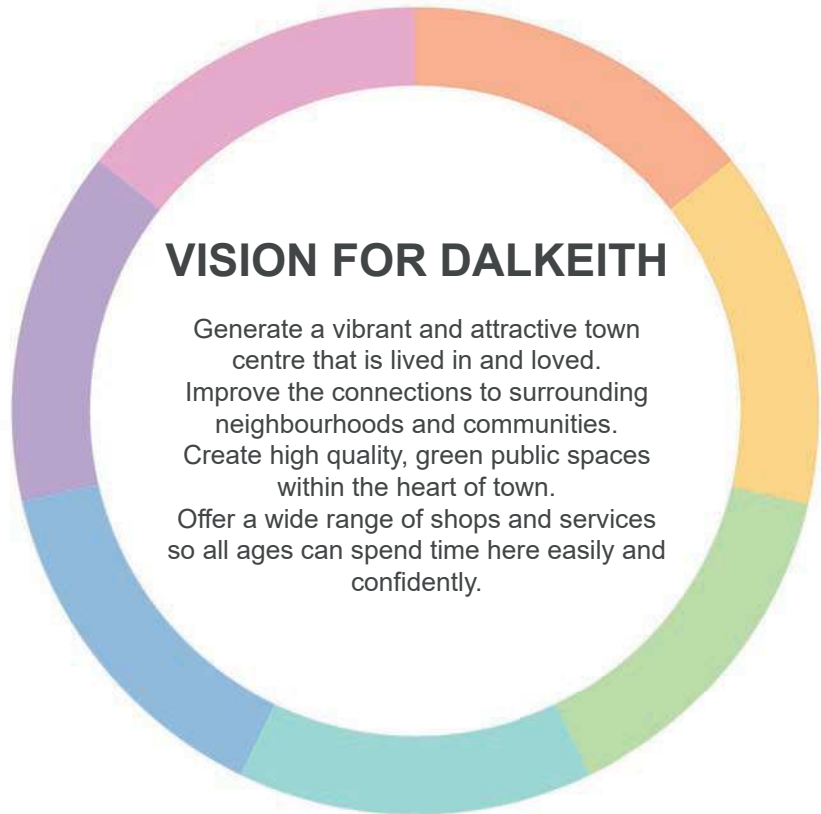 VISION FOR DALKEITH
Generate a vibrant and attractive town
centre that is lived in and loved.
Improve the connections to surrounding
neighbourhoods and communities.
Create high quality, green public spaces
within the heart of town.
Offer a wide range of shops and services
so all ages can spend time here easily and
confidently.